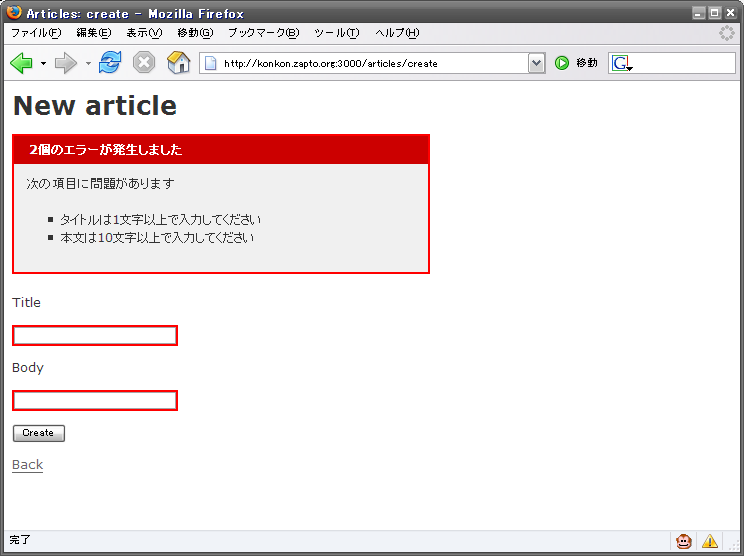 Articles: create - Mozilla Firefox
ファイル(F) 編集(E) 表示(V) 移動(G) ブックマーク(B) ツール(T) ヘルプ(H)
http://konkon.zapto.org:3000/articles/create 移動 G
New article
2個のエラーが発生しました
次の項目に問題があります
タイトルは1文字以上で入力してください
本文は10文字以上で入力してください
Title
Body
Create
Back
完了